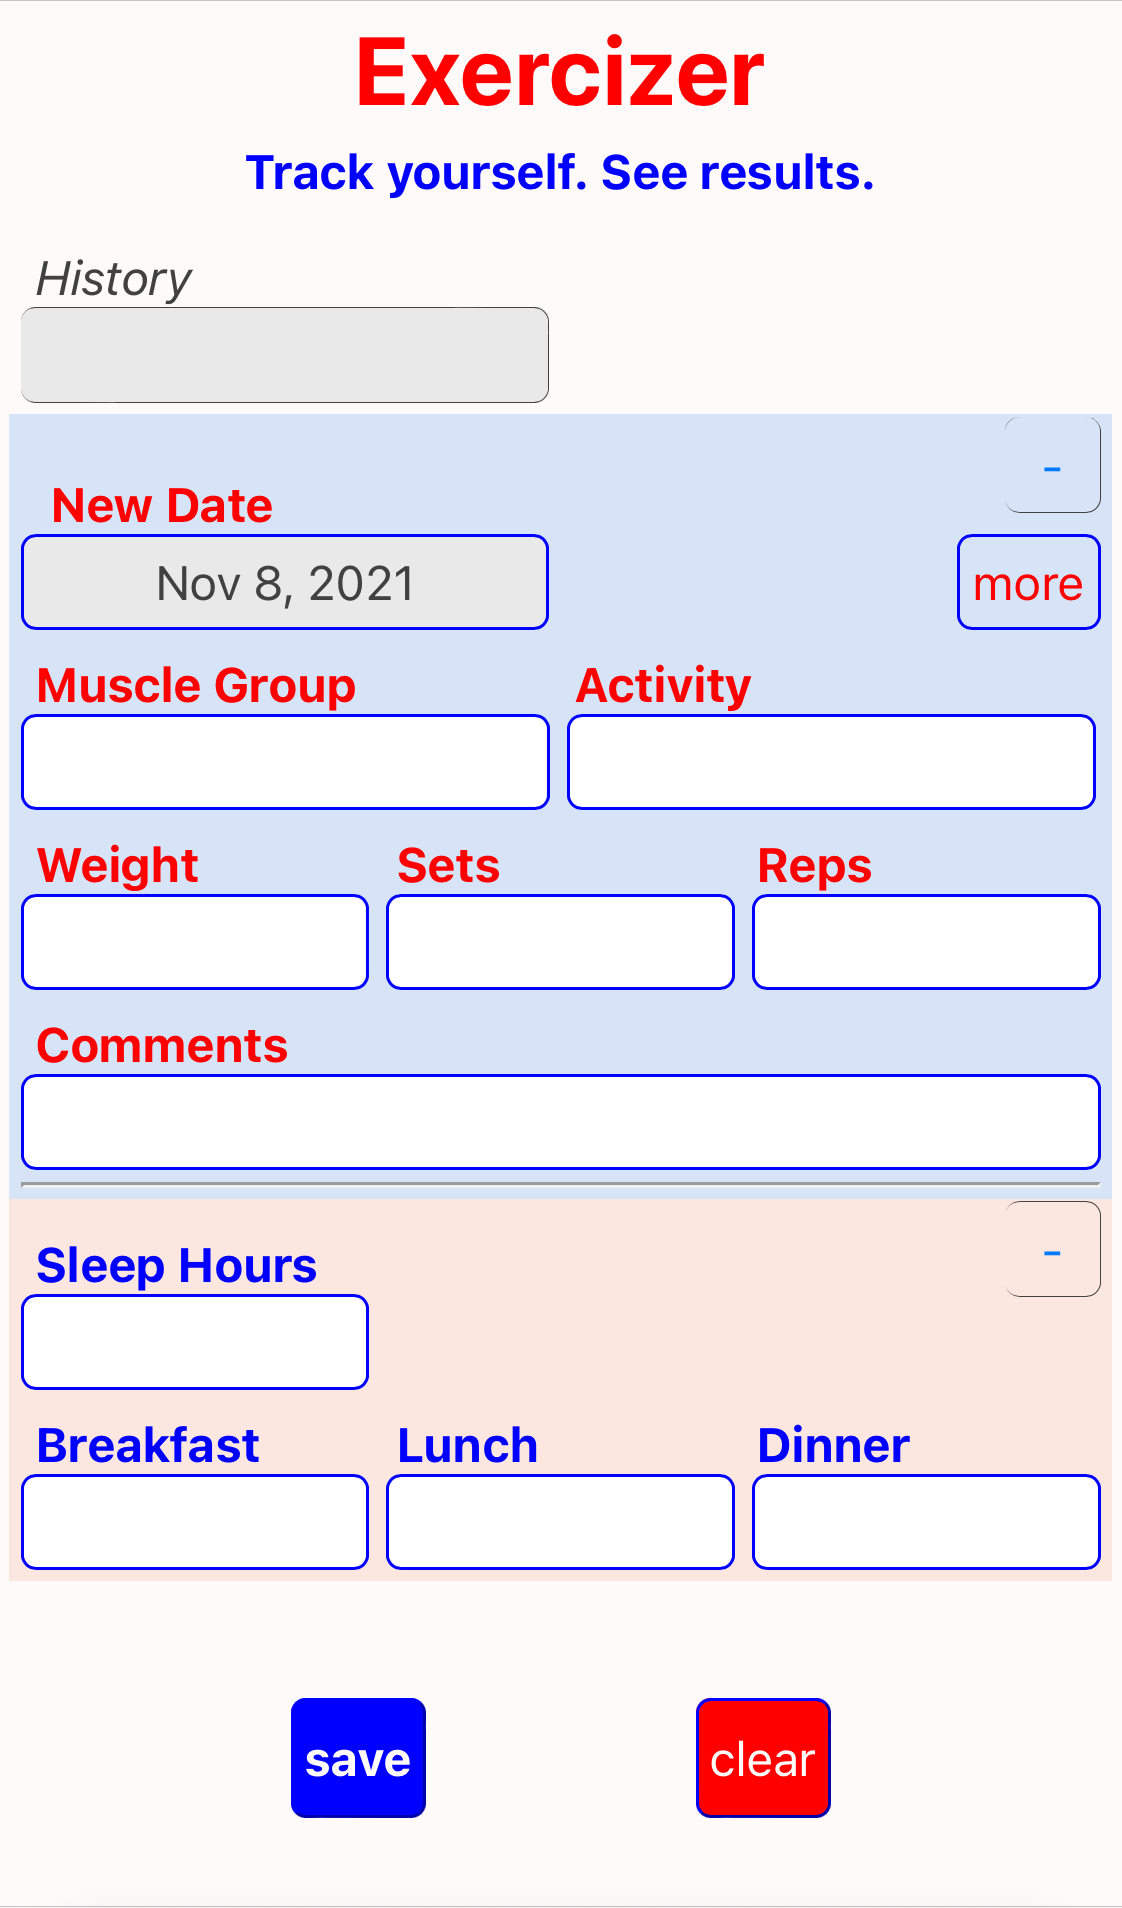 Exercizer
Track yourself. See results.
History
-
New Date
Nov 8, 2021
more
Muscle Group Activity
Weight Sets Reps
Comments
-
Sleep Hours
Breakfast Lunch Dinner
save clear